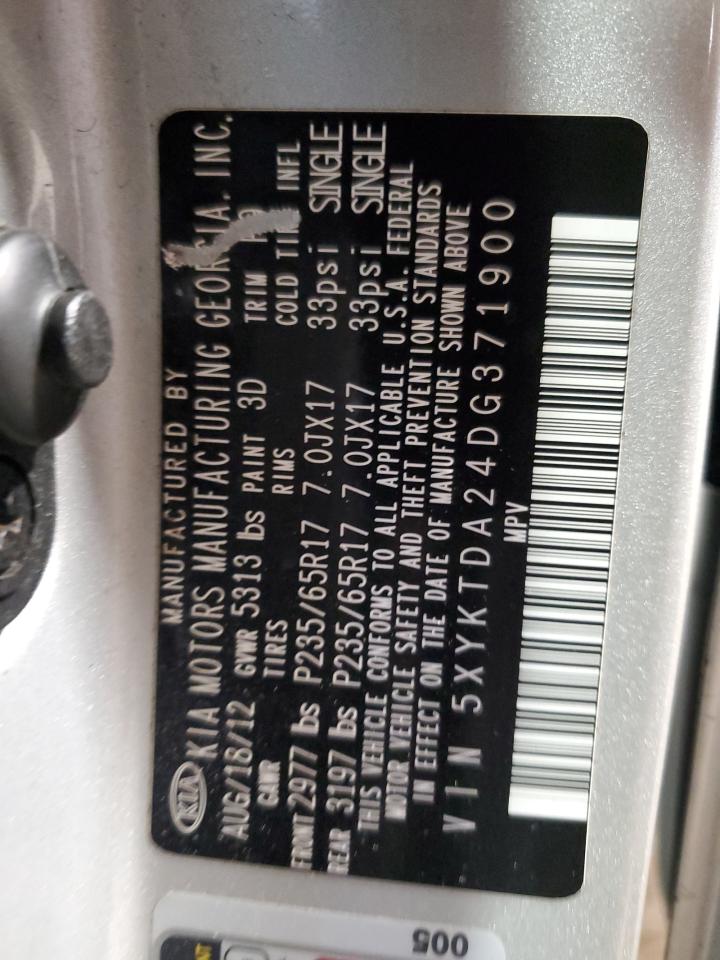 MANUFACTURED BY
KIA KIA MOTORS MANUFACTURING GEORGIA. INC.
AUG/18/12 GVWR 5313 lbs PAINT 3D TRIM
GAWR TIRES RIMS COLD TIRE INFL
FRONT 2977 lbs P235/65R17 7.0JX17 33psi SINGLE
REAR 3197 lbs P235/65R17 7.0JX17 33psi SINGLE
THIS VEHICLE CONFORMS TO ALL APPLICABLE U.S.A. FEDERAL
MOTOR VEHICLE SAFETY AND THEFT PREVENTION STANDARDS
IN EFFECT ON THE DATE OF MANUFACTURE SHOWN ABOVE
VIN 5XYKTDA24DG371900
MPV
005